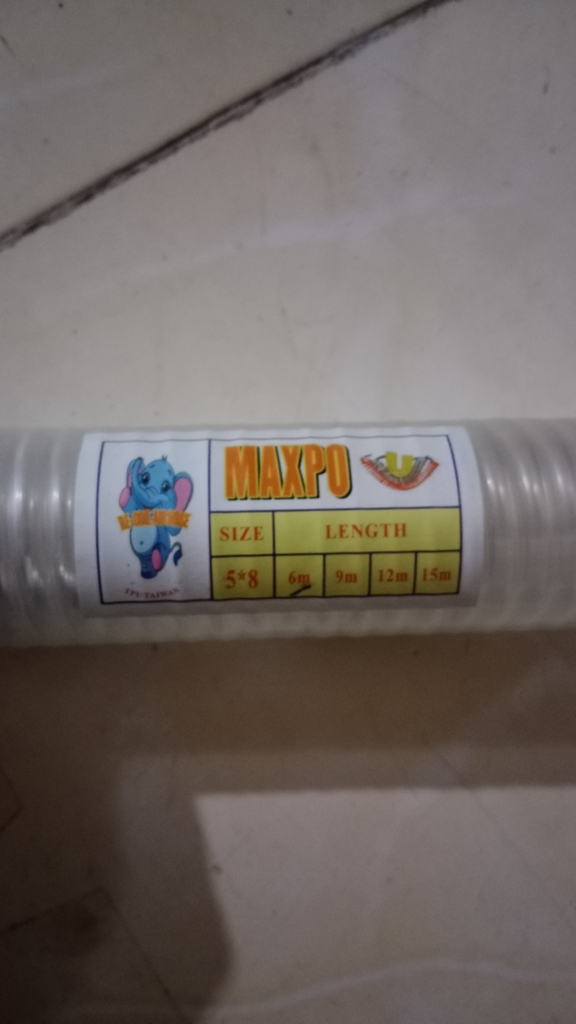 MAXPO
U
SIZE LENGTH
5*8 6m 9m 12m 15m